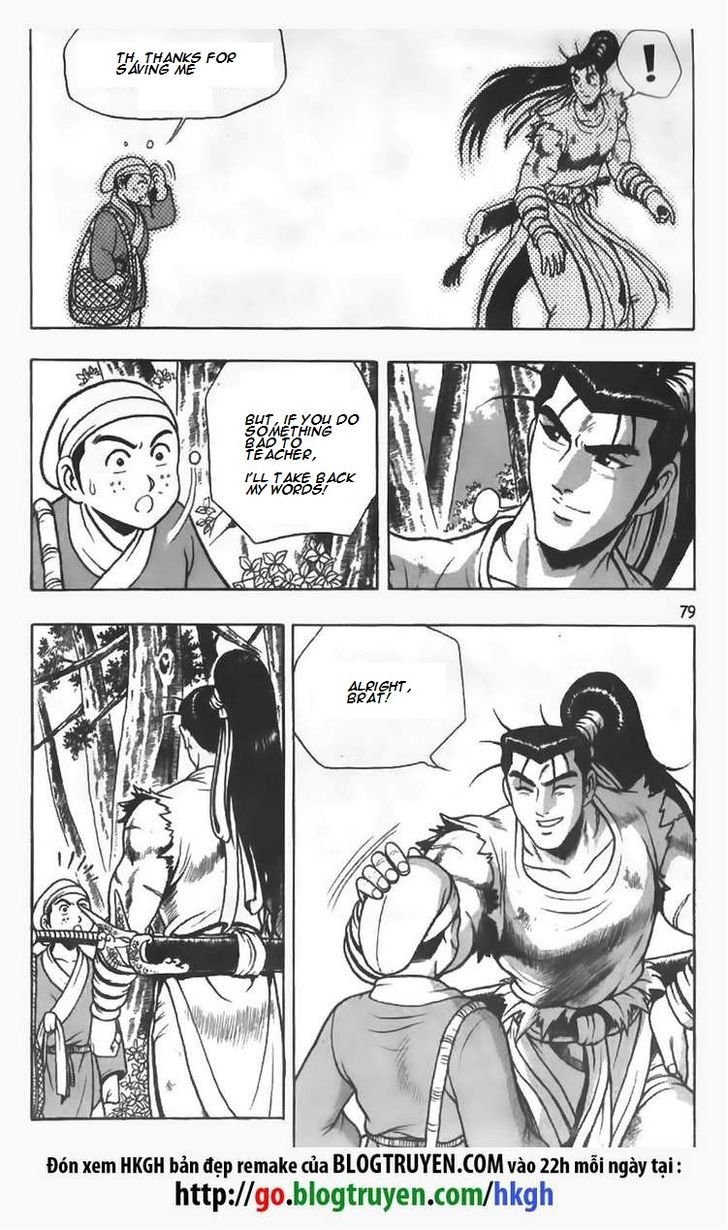 TH, THANKS FOR
SAVING ME
!
BUT, IF YOU DO
SOMETHING
BAD TO
TEACHER,
I'LL TAKE BACK
MY WORDS!
79
ALRIGHT,
BRAT!
Đón xem HKGH bản đẹp remake của BLOGTRUYEN.COM vào 22h mỗi ngày tại :
http://go.blogtruyen.com/hkgh